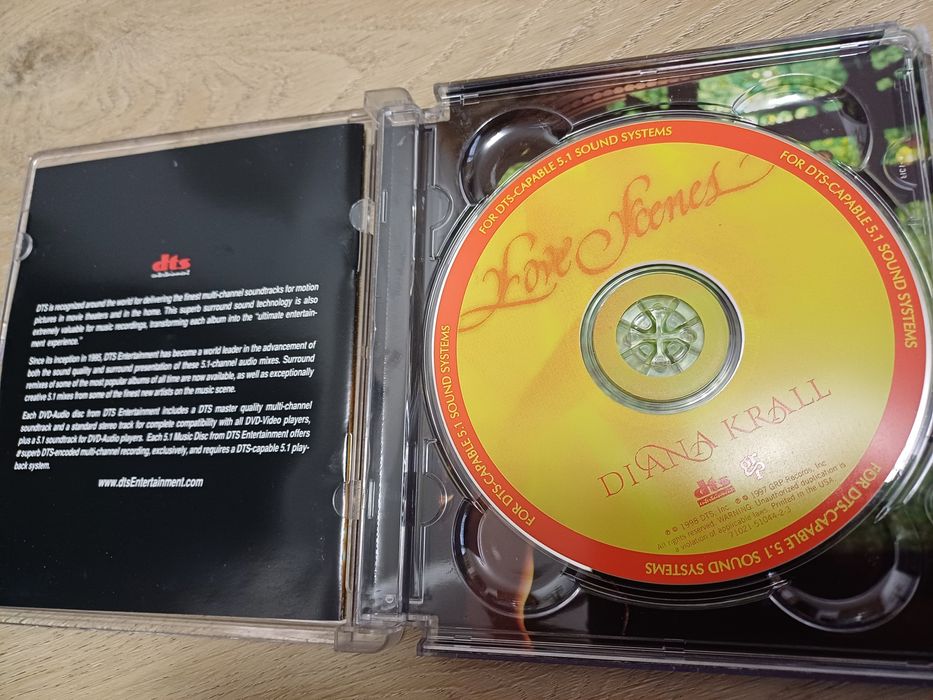 dts
entertainment
DTS is recognized around the world for delivering the finest multi-channel soundtracks for motion
pictures in movie theaters and in the home. This superb surround sound technology is also
extremely valuable for music recordings, transforming each album into the "ultimate entertain-
ment experience."
Since its inception in 1995, DTS Entertainment has become a world leader in the advancement of
both the sound quality and surround presentation of these 5.1-channel audio mixes. Surround
remixes of some of the most popular albums of all time are now available, as well as exceptionally
creative 5.1 mixes from some of the finest new artists on the music scene.
Each DVD-Audio disc from DTS Entertainment includes a DTS master quality multi-channel
soundtrack and a standard stereo track for complete compatibility with all DVD-Video players,
plus a 5.1 soundtrack for DVD-Audio players. Each 5.1 Music Disc from DTS Entertainment offers
a superb DTS-encoded multi-channel recording, exclusively, and requires a DTS-capable 5.1 play-
back system.
www.dtsEntertainment.com
FOR DTS-CAPABLE 5.1 SOUND SYSTEMS
FOR DTS-CAPABLE 5.1 SOUND SYSTEMS
FOR DTS-CAPABLE 5.1 SOUND SYSTEMS
FOR DTS-CAPABLE 5.1 SOUND SYSTEMS
Love Scenes
DIANA KRALL
dts
entertainment
grp
℗ © 1998 DTS, Inc. ℗ © 1997 GRP Records, Inc.
All rights reserved. WARNING: Unauthorized duplication is
a violation of applicable laws. Printed in the USA.
71021-51044-2-3